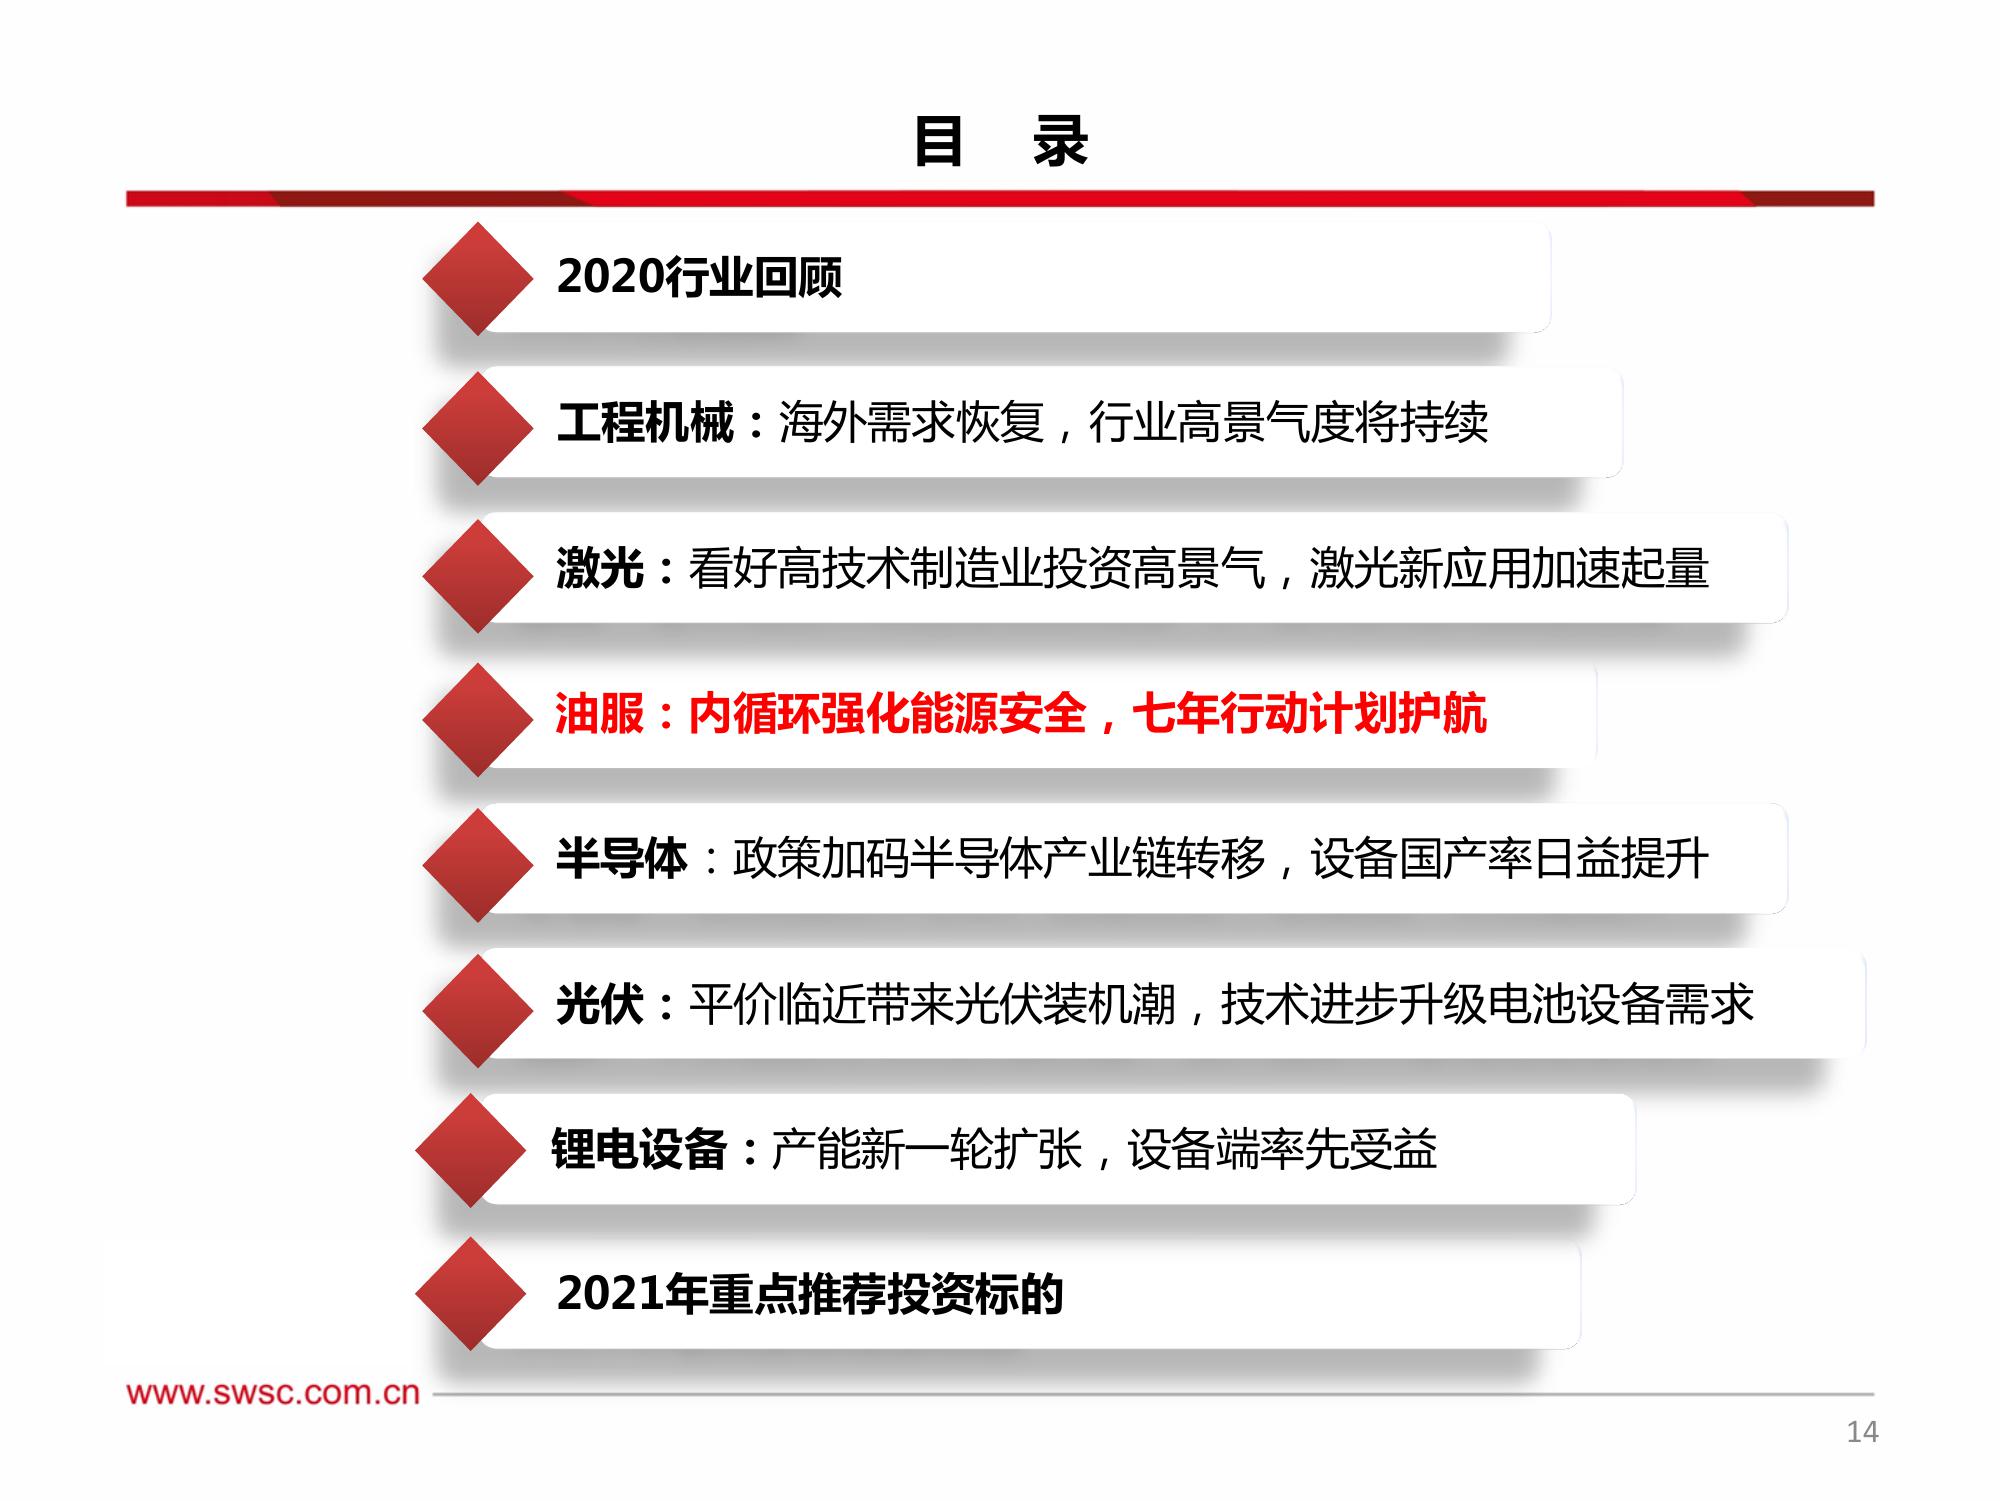 目 录
2020行业回顾
工程机械：海外需求恢复，行业高景气度将持续
激光：看好高技术制造业投资高景气，激光新应用加速起量
油服：内循环强化能源安全，七年行动计划护航
半导体：政策加码半导体产业链转移，设备国产率日益提升
光伏：平价临近带来光伏装机潮，技术进步升级电池设备需求
锂电设备：产能新一轮扩张，设备端率先受益
2021年重点推荐投资标的
www.swsc.com.cn
14